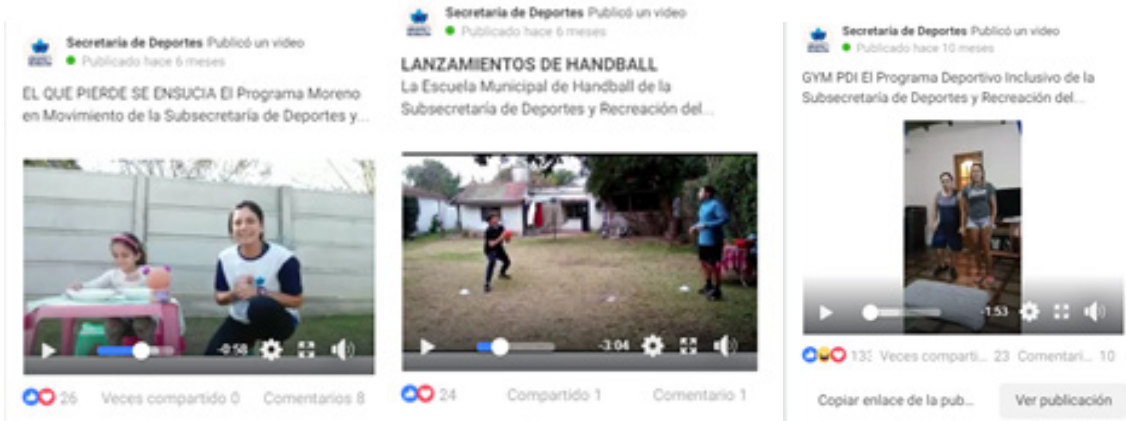 Secretaría de Deportes Publicó un video
Publicado hace 6 meses
EL QUE PIERDE SE ENSUCIA El Programa Moreno
en Movimiento de la Subsecretaría de Deportes y...
-0:58
26 Veces compartido 0 Comentarios 8
Secretaría de Deportes Publicó un video
Publicado hace 6 meses
LANZAMIENTOS DE HANDBALL
La Escuela Municipal de Handball de la
Subsecretaría de Deportes y Recreación del...
-3:04
24 Compartido 1 Comentario 1
Secretaría de Deportes Publicó un video
Publicado hace 10 meses
GYM PDI El Programa Deportivo Inclusivo de la
Subsecretaría de Deportes y Recreación del...
-1:53
Veces comparti... 23 Comentari... 10
Copiar enlace de la pub... Ver publicación